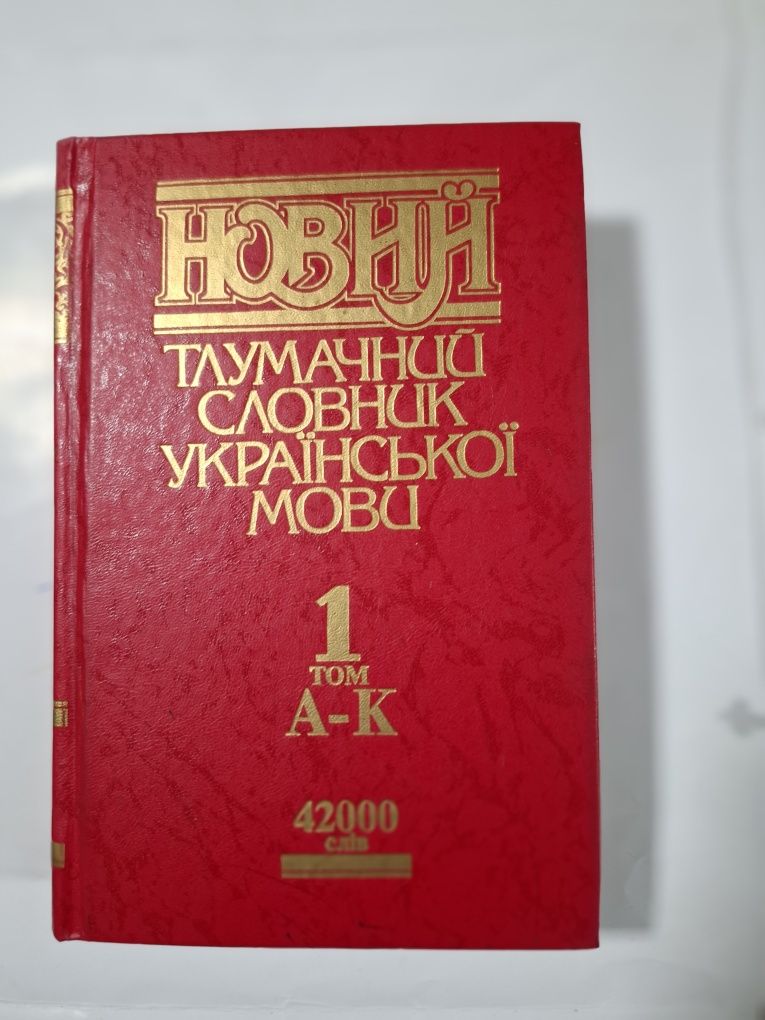 НОВИЙ
ТЛУМАЧНИЙ
СЛОВНИК
УКРАЇНСЬКОЇ
МОВИ
1
ТОМ
А-К
42000
слів